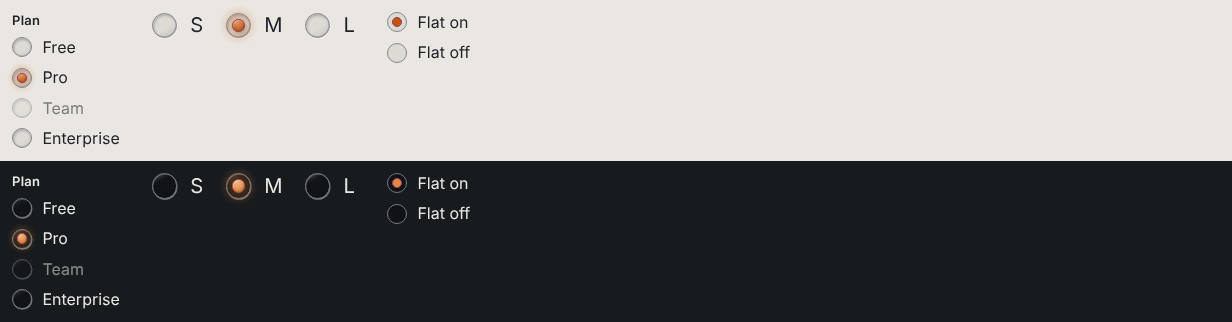 Plan
Free
Pro
Team
Enterprise
S M L
Flat on
Flat off
Plan
Free
Pro
Team
Enterprise
S M L
Flat on
Flat off